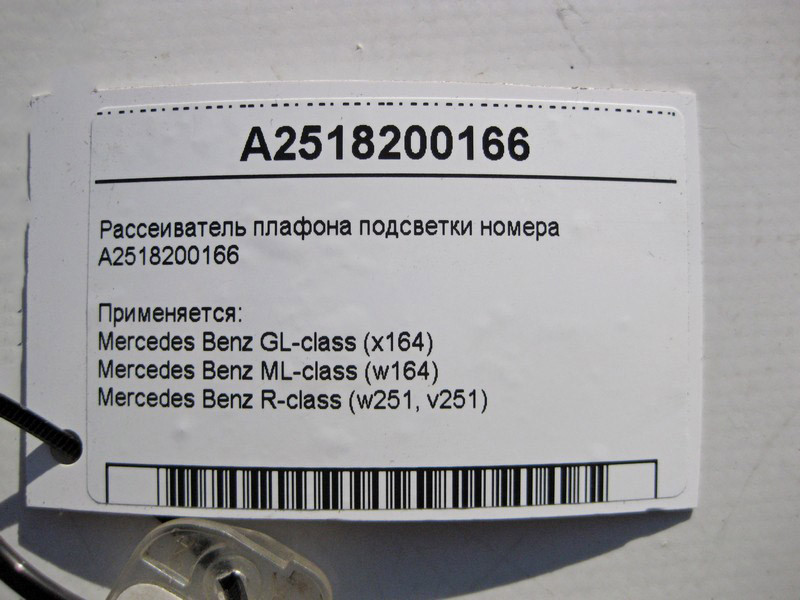 A2518200166
Рассеиватель плафона подсветки номера
A2518200166
Применяется:
Mercedes Benz GL-class (x164)
Mercedes Benz ML-class (w164)
Mercedes Benz R-class (w251, v251)